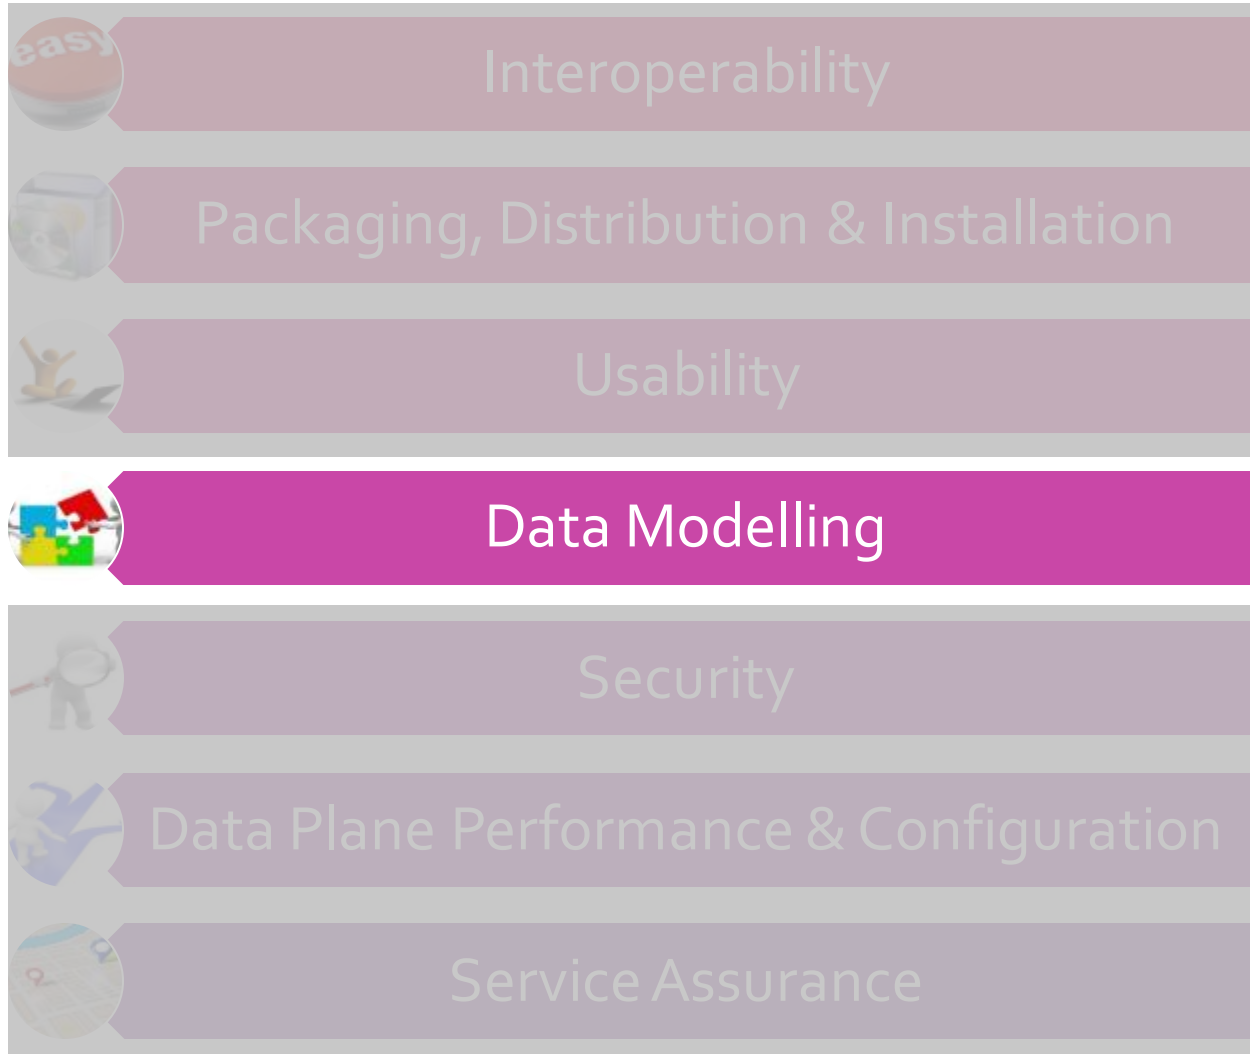 easy
Interoperability
Packaging, Distribution & Installation
Usability
Data Modelling
Security
Data Plane Performance & Configuration
Service Assurance